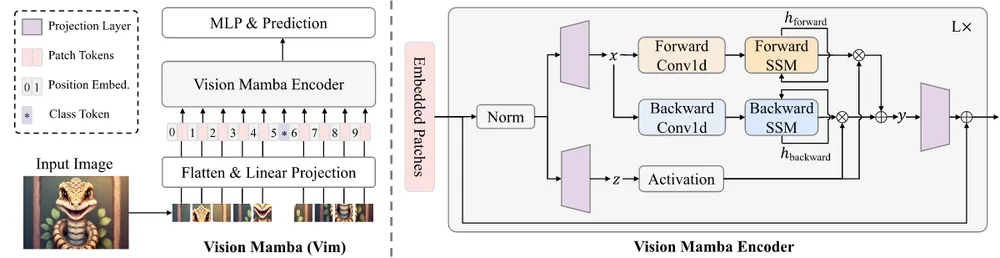 Projection Layer
Patch Tokens
0 1 Position Embed.
* Class Token
Input Image
MLP & Prediction
Vision Mamba Encoder
0 1 2 3 4 5 * 6 7 8 9
Flatten & Linear Projection
Vision Mamba (Vim)
Embedded Patches
Norm
x
Forward
Conv1d
Forward
SSM
h forward
L×
Backward
Conv1d
Backward
SSM
h backward
y
z
Activation
Vision Mamba Encoder